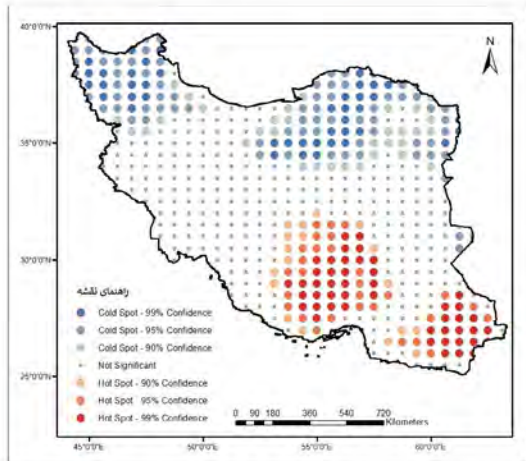 40°0'0"N
N
35°0'0"N
30°0'0"N
راهنمای نقشه
Cold Spot - 99% Confidence
Cold Spot - 95% Confidence
Cold Spot - 90% Confidence
Not Significant
Hot Spot - 90% Confidence
Hot Spot - 95% Confidence
Hot Spot - 99% Confidence
25°0'0"N
0 90 180 360 540 720
Kilometers
45°0'0"E 50°0'0"E 55°0'0"E 60°0'0"E